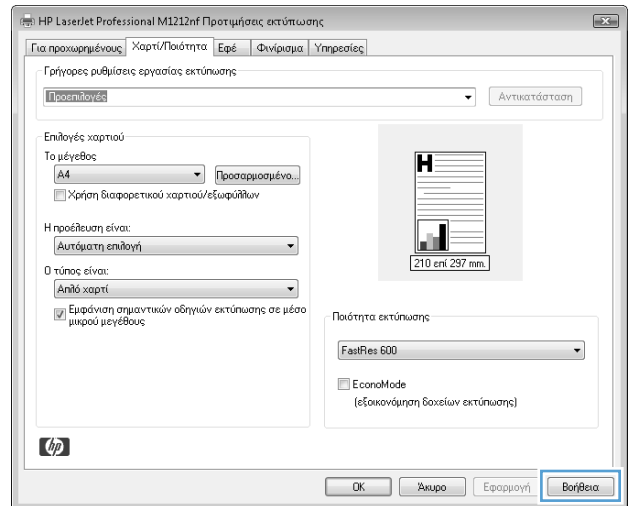 HP LaserJet Professional M1212nf Προτιμήσεις εκτύπωσης
Για προχωρημένους Χαρτί/Ποιότητα Εφέ Φινίρισμα Υπηρεσίες
Γρήγορες ρυθμίσεις εργασίας εκτύπωσης
Προεπιλογές
Αντικατάσταση
Επιλογές χαρτιού
Το μέγεθος
A4
Προσαρμοσμένο...
Χρήση διαφορετικού χαρτιού/εξωφύλλων
Η προέλευση είναι:
Αυτόματη επιλογή
Ο τύπος είναι:
Απλό χαρτί
Εμφάνιση σημαντικών οδηγιών εκτύπωσης σε μέσο
μικρού μεγέθους
H
210 επί 297 mm.
Ποιότητα εκτύπωσης
FastRes 600
EconoMode
(εξοικονόμηση δοχείων εκτύπωσης)
hp
OK Άκυρο Εφαρμογή Βοήθεια